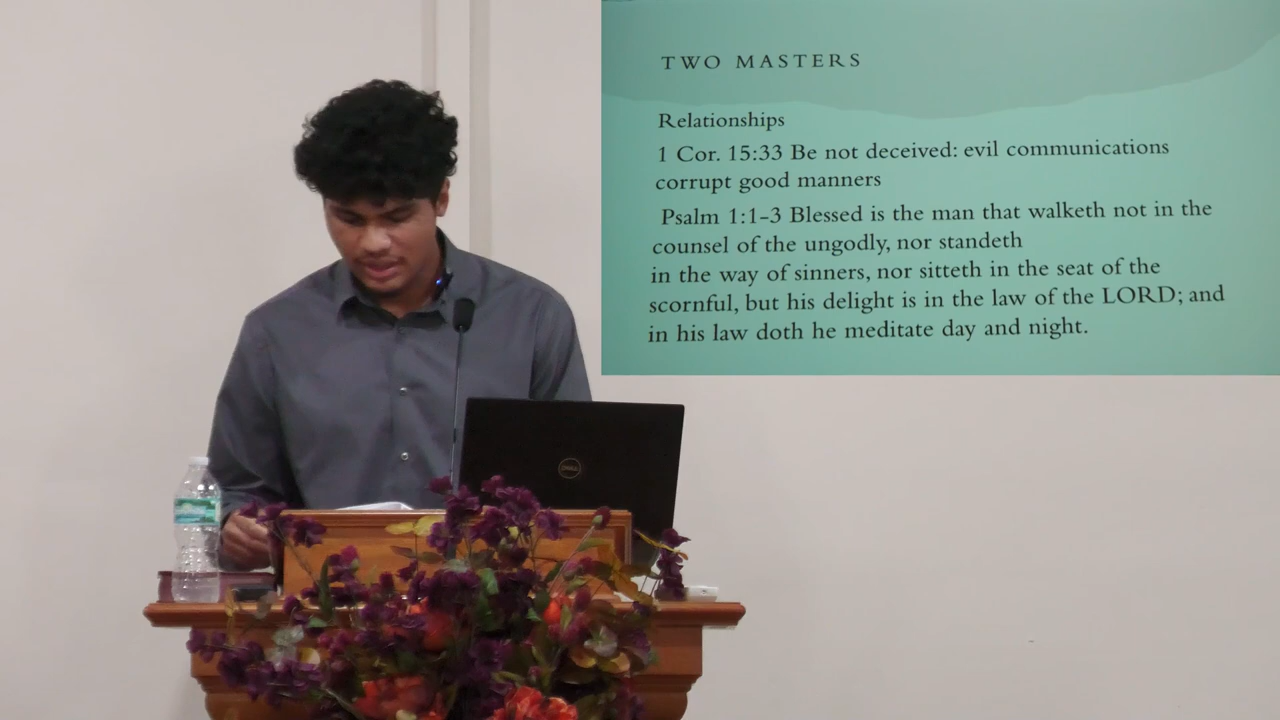 TWO MASTERS
Relationships
1 Cor. 15:33 Be not deceived: evil communications
corrupt good manners
Psalm 1:1-3 Blessed is the man that walketh not in the
counsel of the ungodly, nor standeth
in the way of sinners, nor sitteth in the seat of the
scornful, but his delight is in the law of the LORD; and
in his law doth he meditate day and night.
DELL